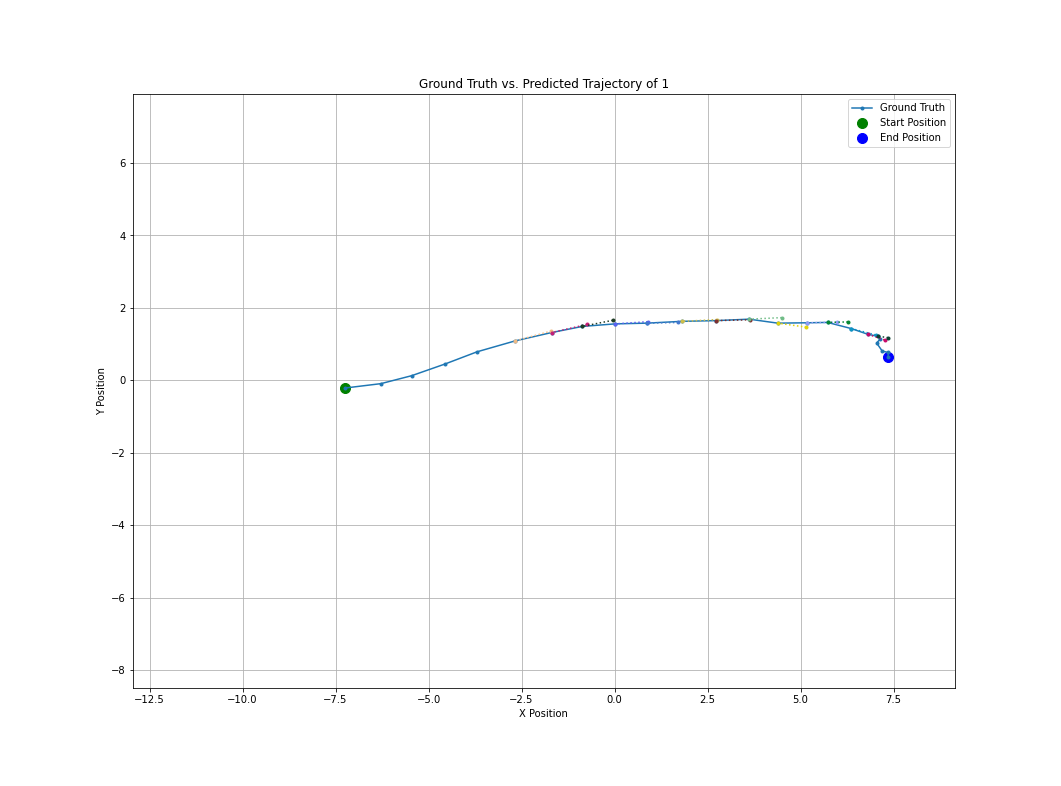 Ground Truth vs. Predicted Trajectory of 1
Ground Truth
Start Position
End Position
6
4
2
0
−2
−4
−6
−8
Y Position
−12.5 −10.0 −7.5 −5.0 −2.5 0.0 2.5 5.0 7.5
X Position